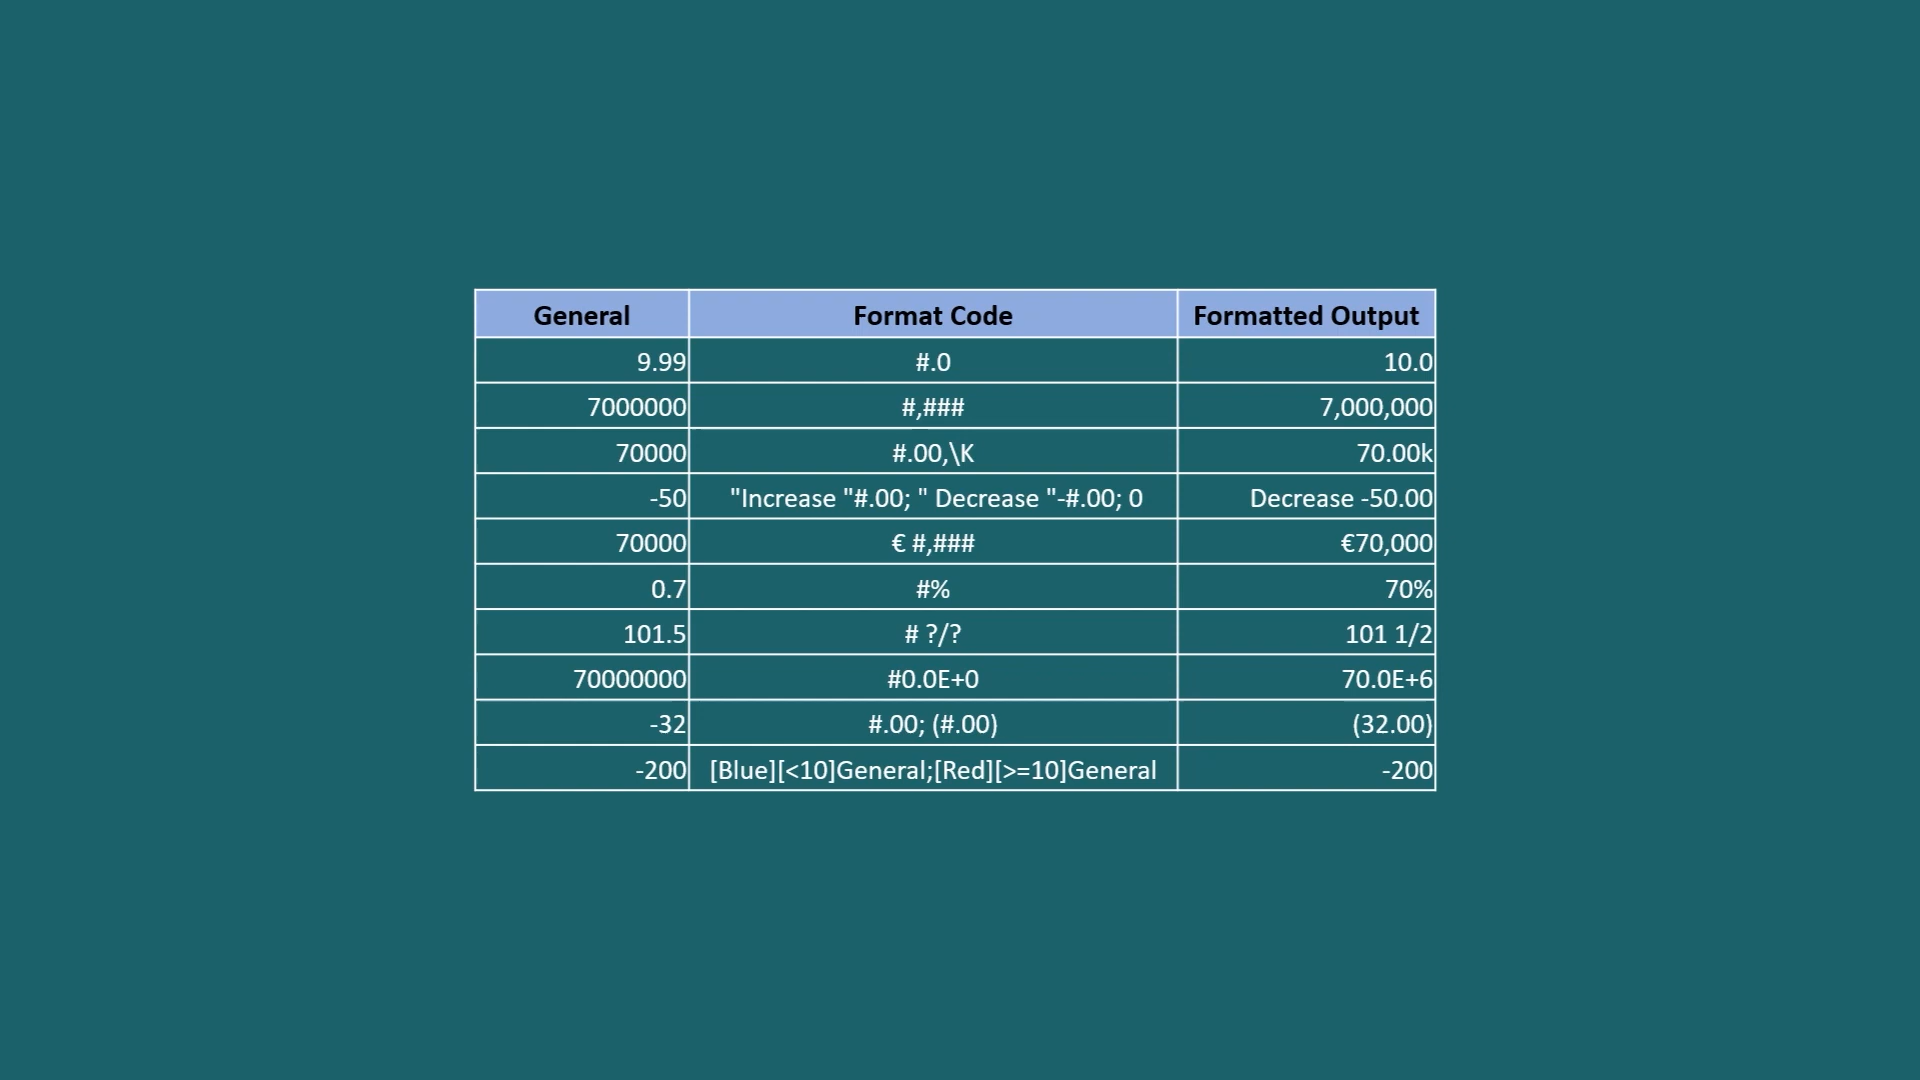 General Format Code Formatted Output
9.99 #.0 10.0
7000000 #,### 7,000,000
70000 #.00,\K 70.00k
-50 "Increase "#.00; " Decrease "-#.00; 0 Decrease -50.00
70000 € #,### €70,000
0.7 #% 70%
101.5 # ?/? 101 1/2
70000000 #0.0E+0 70.0E+6
-32 #.00; (#.00) (32.00)
-200 [Blue][<10]General;[Red][>=10]General -200